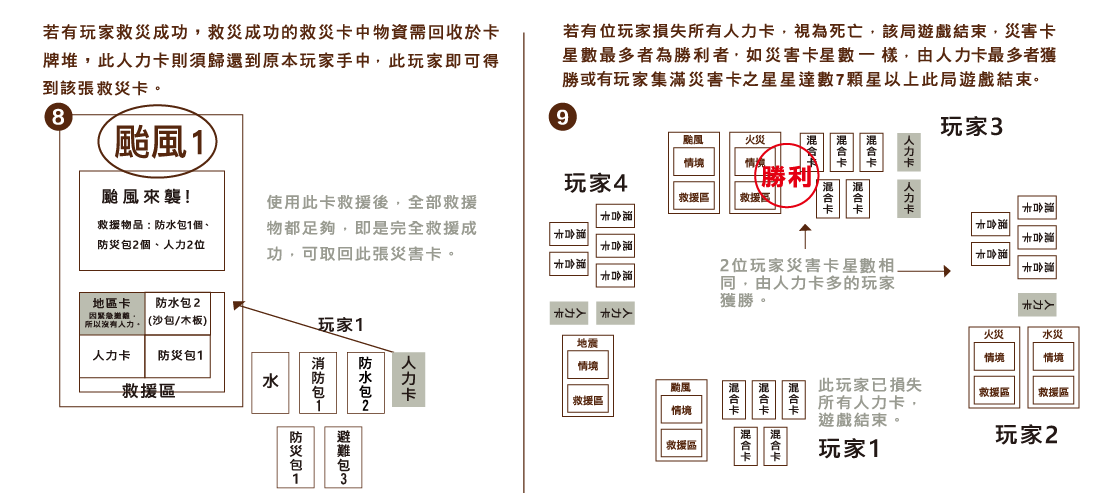 若有玩家救災成功，救災成功的救災卡中物資需回收於卡
牌堆，此人力卡則須歸還到原本玩家手中，此玩家即可得
到該張救災卡。
8
颱風1
颱風來襲!
救援物品：防水包1個、
防災包2個、人力2位
地區卡
因緊急避難，
所以沒有人力。
防水包2
(沙包/木板)
人力卡
防災包1
救援區
使用此卡救援後，全部救援
物都足夠，即是完全救援成
功，可取回此張災害卡。
玩家1
水
消防包1
防水包2
人力卡
防災包1
避難包3
若有位玩家損失所有人力卡，視為死亡，該局遊戲結束，災害卡
星數最多者為勝利者，如災害卡星數一樣，由人力卡最多者獲
勝或有玩家集滿災害卡之星星達數7顆星以上此局遊戲結束。
9
玩家3
颱風
情境
救援區
火災
情境
救援區
勝利
混合卡
混合卡
混合卡
人力卡
混合卡
混合卡
人力卡
玩家4
混合卡
混合卡
混合卡
混合卡
混合卡
人力卡
人力卡
地震
情境
救援區
2位玩家災害卡星數相
同，由人力卡多的玩家
獲勝。
混合卡
混合卡
混合卡
混合卡
混合卡
人力卡
火災
情境
救援區
水災
情境
救援區
玩家2
颱風
情境
救援區
混合卡
混合卡
混合卡
混合卡
混合卡
此玩家已損失
所有人力卡，
遊戲結束。
玩家1